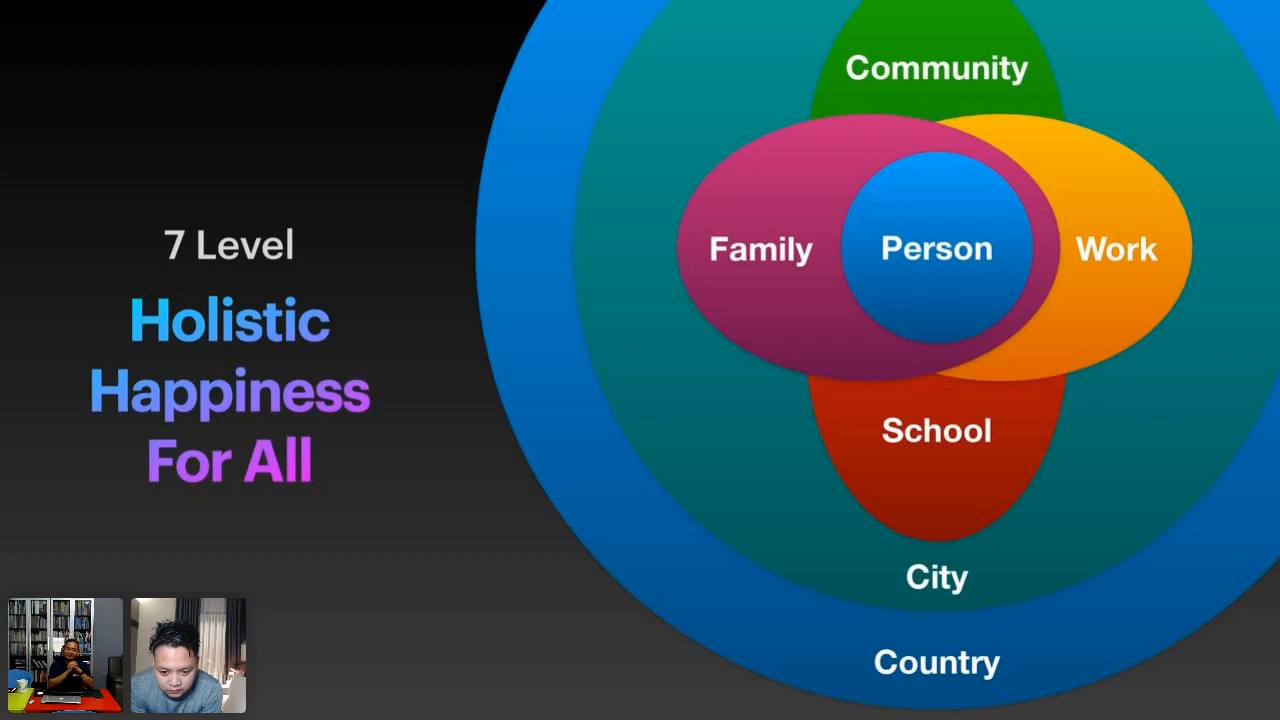 7 Level
Holistic
Happiness
For All
Community
Family
Person
Work
School
City
Country